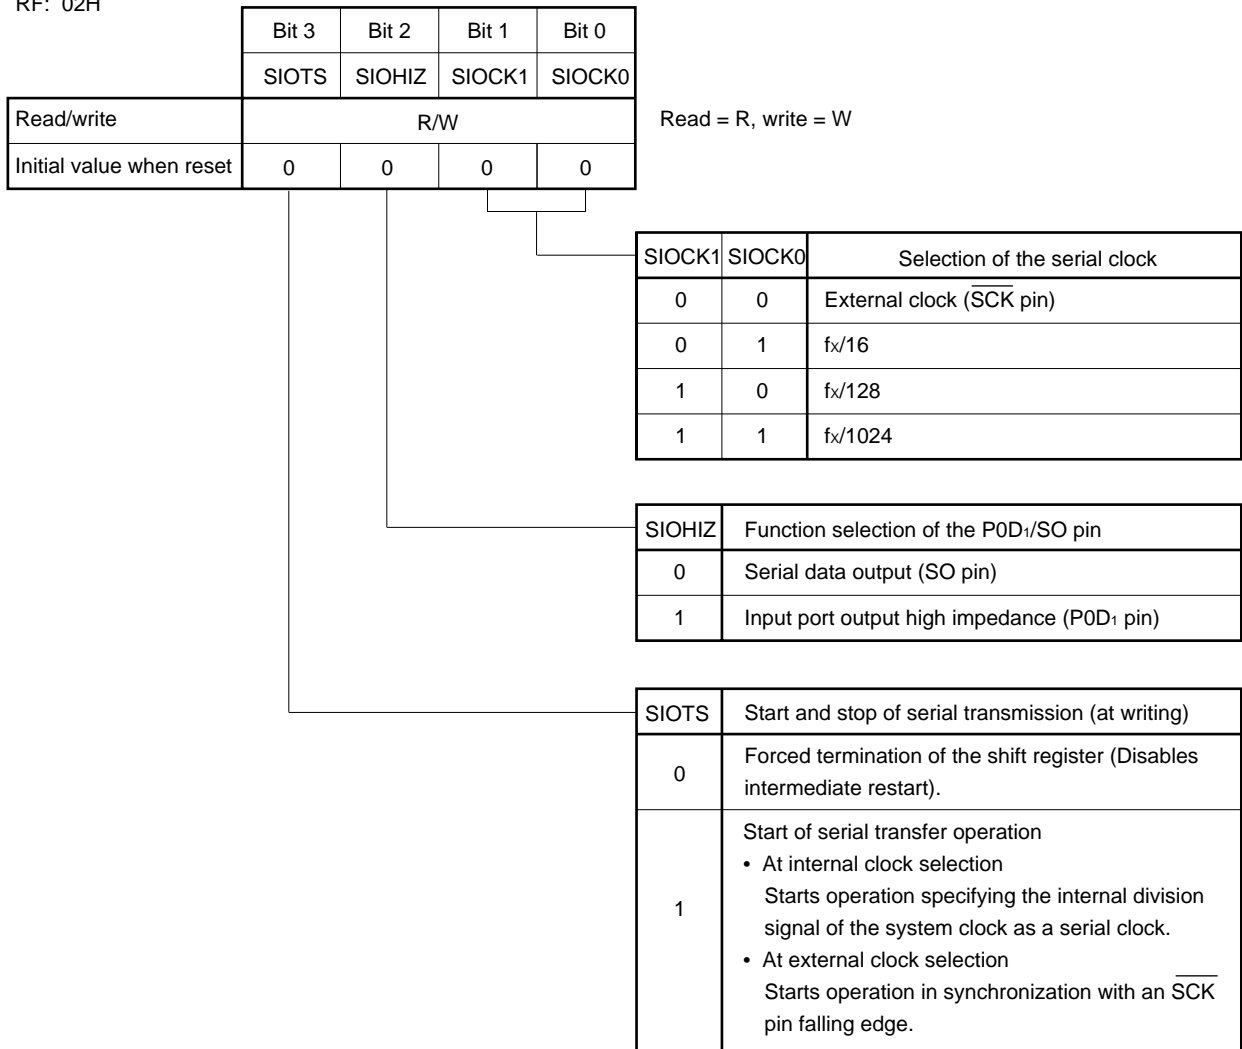 RF: 02H
Bit 3 Bit 2 Bit 1 Bit 0
SIOTS SIOHIZ SIOCK1 SIOCK0
Read/write R/W Read = R, write = W
Initial value when reset 0 0 0 0
SIOCK1 SIOCK0 Selection of the serial clock
0 0 External clock (S̅C̅K̅ pin)
0 1 fx/16
1 0 fx/128
1 1 fx/1024
SIOHIZ Function selection of the P0D₁/SO pin
0 Serial data output (SO pin)
1 Input port output high impedance (P0D₁ pin)
SIOTS Start and stop of serial transmission (at writing)
0 Forced termination of the shift register (Disables
intermediate restart).
Start of serial transfer operation
• At internal clock selection
Starts operation specifying the internal division
1 signal of the system clock as a serial clock.
• At external clock selection
Starts operation in synchronization with an S̅C̅K̅
pin falling edge.